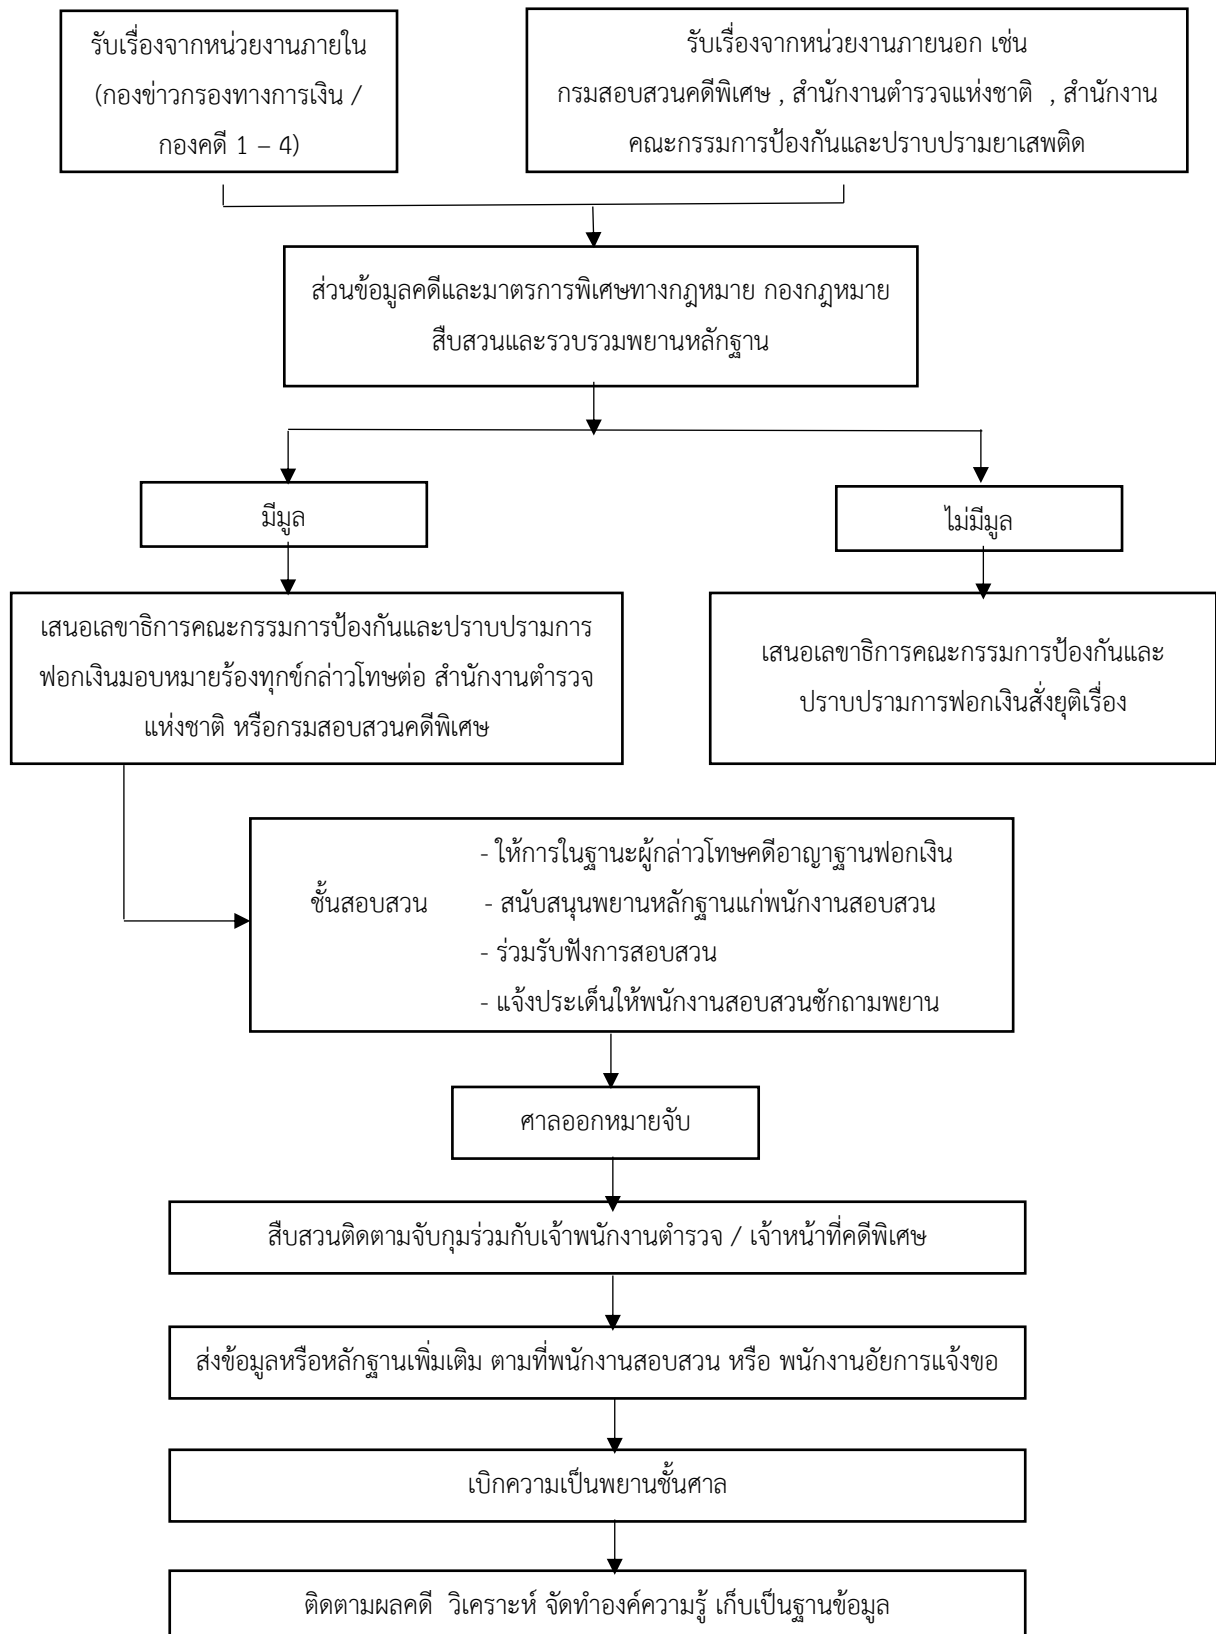 รับเรื่องจากหน่วยงานภายใน
(กองข่าวกรองทางการเงิน /
กองคดี 1 – 4)
รับเรื่องจากหน่วยงานภายนอก เช่น
กรมสอบสวนคดีพิเศษ , สำนักงานตำรวจแห่งชาติ , สำนักงาน
คณะกรรมการป้องกันและปราบปรามยาเสพติด
ส่วนข้อมูลคดีและมาตรการพิเศษทางกฎหมาย กองกฎหมาย
สืบสวนและรวบรวมพยานหลักฐาน
มีมูล
ไม่มีมูล
เสนอเลขาธิการคณะกรรมการป้องกันและปราบปรามการ
ฟอกเงินมอบหมายร้องทุกข์กล่าวโทษต่อ สำนักงานตำรวจ
แห่งชาติ หรือกรมสอบสวนคดีพิเศษ
เสนอเลขาธิการคณะกรรมการป้องกันและ
ปราบปรามการฟอกเงินสั่งยุติเรื่อง
- ให้การในฐานะผู้กล่าวโทษคดีอาญาฐานฟอกเงิน
ชั้นสอบสวน - สนับสนุนพยานหลักฐานแก่พนักงานสอบสวน
- ร่วมรับฟังการสอบสวน
- แจ้งประเด็นให้พนักงานสอบสวนซักถามพยาน
ศาลออกหมายจับ
สืบสวนติดตามจับกุมร่วมกับเจ้าพนักงานตำรวจ / เจ้าหน้าที่คดีพิเศษ
ส่งข้อมูลหรือหลักฐานเพิ่มเติม ตามที่พนักงานสอบสวน หรือ พนักงานอัยการแจ้งขอ
เบิกความเป็นพยานชั้นศาล
ติดตามผลคดี วิเคราะห์ จัดทำองค์ความรู้ เก็บเป็นฐานข้อมูล